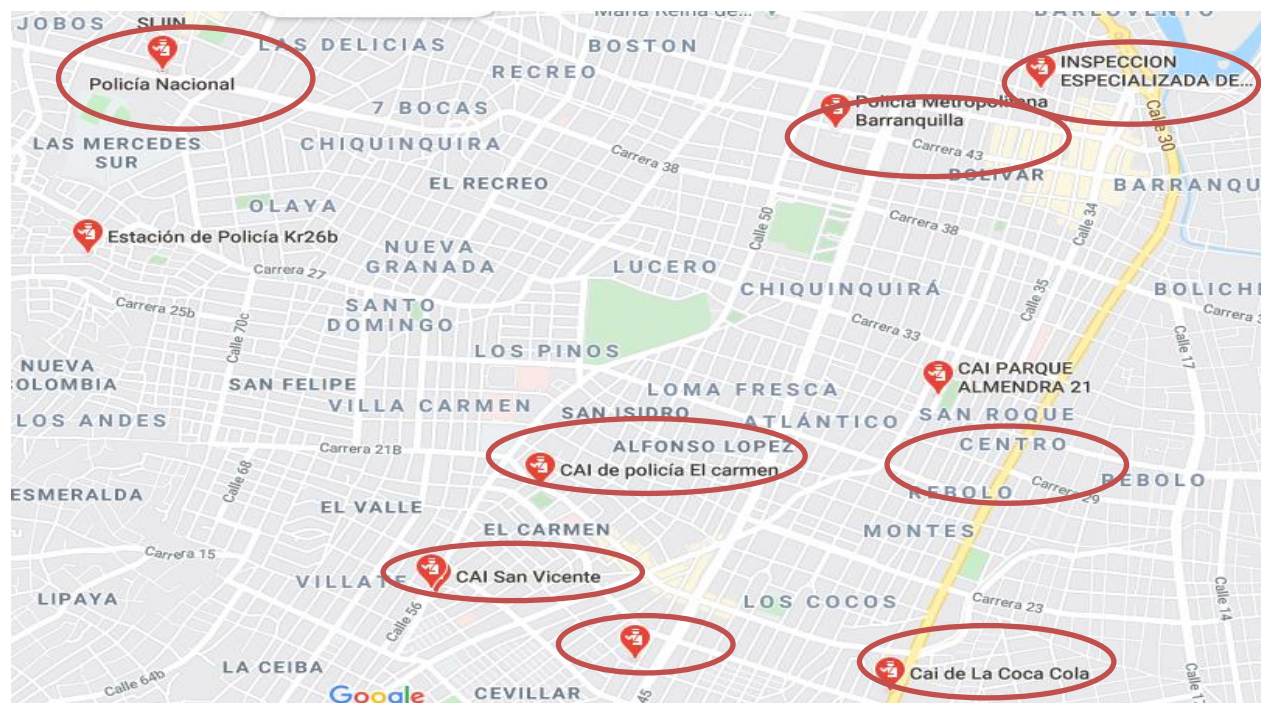 JOBOS
SIJIN
María Reina de...
BARLOVENTO
LAS DELICIAS
BOSTON
Policía Nacional
RECREO
INSPECCION
ESPECIALIZADA DE...
7 BOCAS
Policía Metropolitana
Barranquilla
Calle 30
LAS MERCEDES
SUR
CHIQUINQUIRA
Carrera 38
Carrera 43
BOLIVAR
EL RECREO
BARRANQU
OLAYA
Estación de Policía Kr26b
Calle 50
Carrera 38
Calle 34
NUEVA
GRANADA
Carrera 27
LUCERO
CHIQUINQUIRÁ
Calle 35
BOLICHE
Carrera 3
Carrera 25b
SANTO
DOMINGO
Carrera 33
Calle 70c
Calle 17
LOS PINOS
NUEVA
COLOMBIA
SAN FELIPE
LOMA FRESCA
CAI PARQUE
ALMENDRA 21
VILLA CARMEN
SAN ISIDRO
ATLÁNTICO
SAN ROQUE
LOS ANDES
Carrera 21B
ALFONSO LOPEZ
CENTRO
CAI de policía El carmen
Calle 68
ESMERALDA
REBOLO
Carrera 29
REBOLO
EL VALLE
EL CARMEN
MONTES
Carrera 15
VILLATE
CAI San Vicente
LIPAYA
LOS COCOS
Carrera 23
Calle 14
Calle 56
LA CEIBA
Cai de La Coca Cola
Calle 64b
Google
CEVILLAR
45
Calle 17